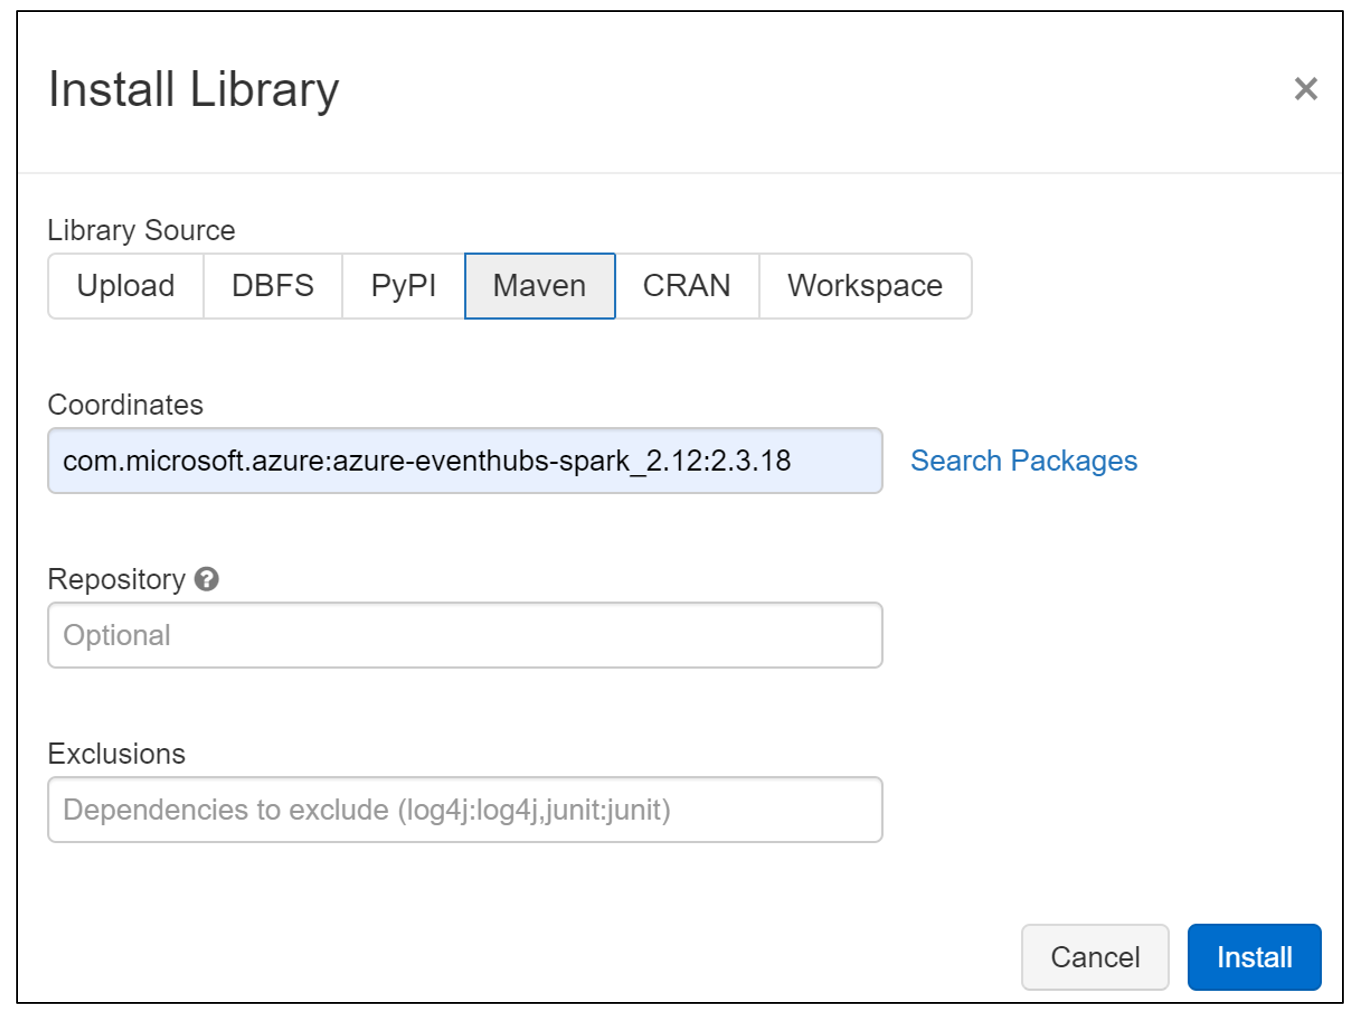 Install Library
×
Library Source
Upload DBFS PyPI Maven CRAN Workspace
Coordinates
com.microsoft.azure:azure-eventhubs-spark_2.12:2.3.18 Search Packages
Repository ?
Optional
Exclusions
Dependencies to exclude (log4j:log4j,junit:junit)
Cancel Install